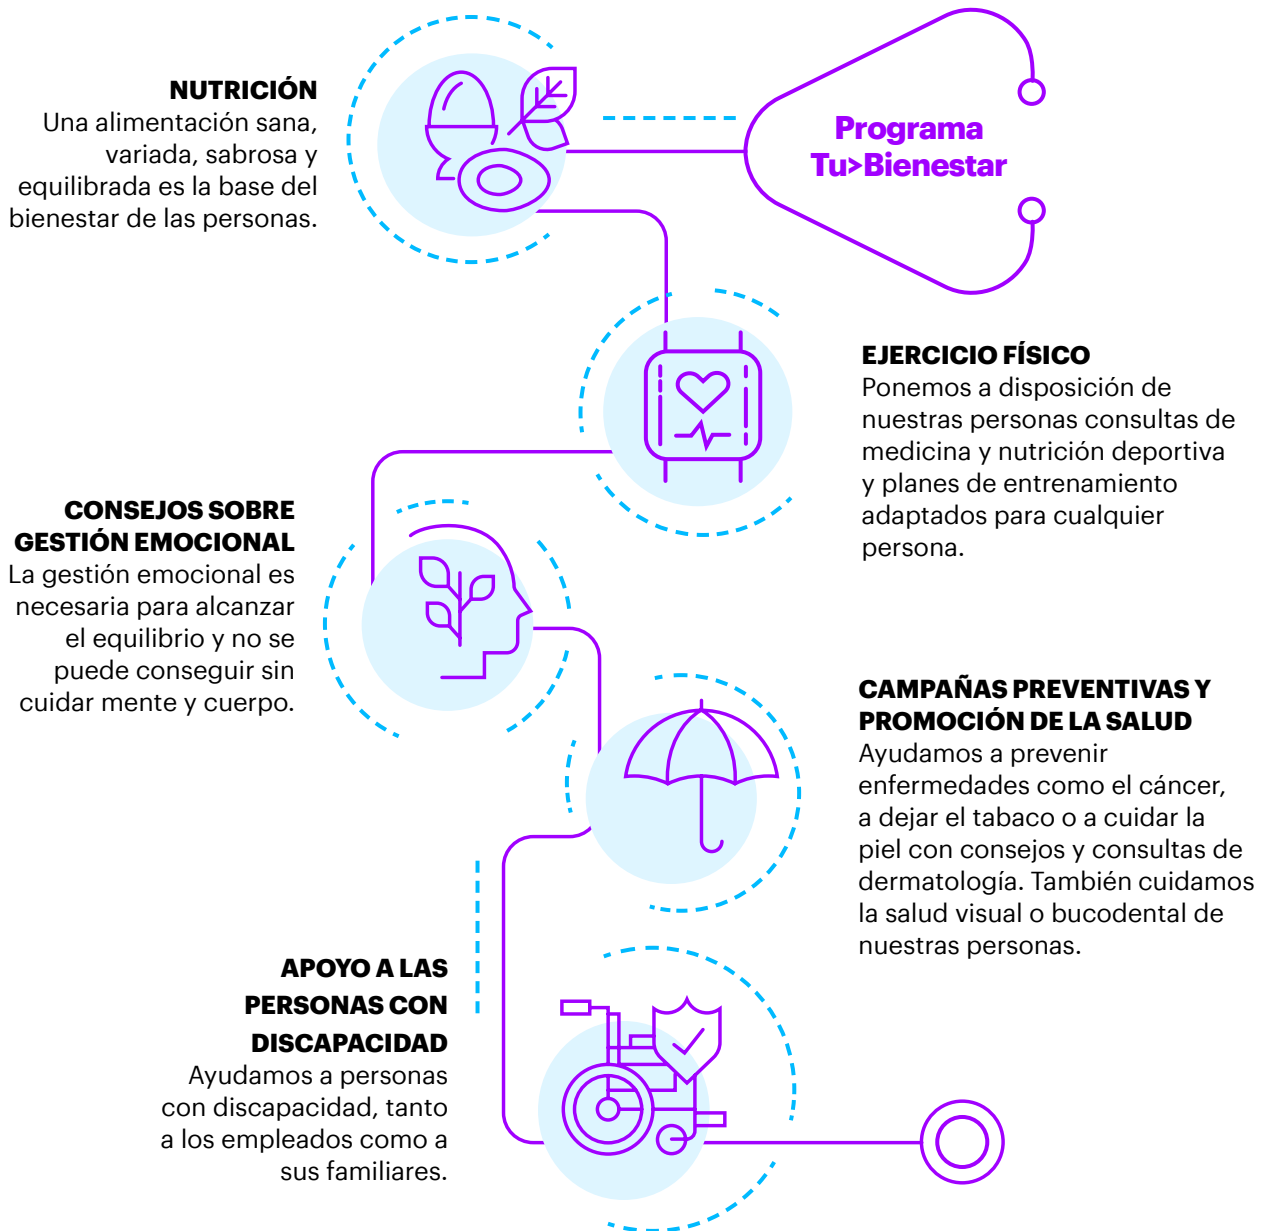 Programa
Tu>Bienestar
NUTRICIÓN
Una alimentación sana,
variada, sabrosa y
equilibrada es la base del
bienestar de las personas.
EJERCICIO FÍSICO
Ponemos a disposición de
nuestras personas consultas de
medicina y nutrición deportiva
y planes de entrenamiento
adaptados para cualquier
persona.
CONSEJOS SOBRE
GESTIÓN EMOCIONAL
La gestión emocional es
necesaria para alcanzar
el equilibrio y no se
puede conseguir sin
cuidar mente y cuerpo.
CAMPAÑAS PREVENTIVAS Y
PROMOCIÓN DE LA SALUD
Ayudamos a prevenir
enfermedades como el cáncer,
a dejar el tabaco o a cuidar la
piel con consejos y consultas de
dermatología. También cuidamos
la salud visual o bucodental de
nuestras personas.
APOYO A LAS
PERSONAS CON
DISCAPACIDAD
Ayudamos a personas
con discapacidad, tanto
a los empleados como a
sus familiares.